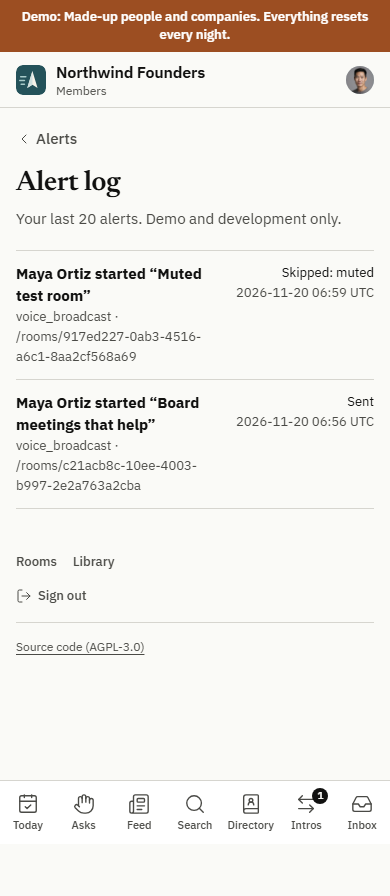 Demo: Made-up people and companies. Everything resets
every night.
Northwind Founders
Members
Alerts
Alert log
Your last 20 alerts. Demo and development only.
Maya Ortiz started “Muted
test room”
voice_broadcast ·
/rooms/917ed227-0ab3-4516-
a6c1-8aa2cf568a69
Skipped: muted
2026-11-20 06:59 UTC
Maya Ortiz started “Board
meetings that help”
voice_broadcast ·
/rooms/c21acb8c-10ee-4003-
b997-2e2a763a2cba
Sent
2026-11-20 06:56 UTC
Rooms Library
Sign out
Source code (AGPL-3.0)
1
Today Asks Feed Search Directory Intros Inbox